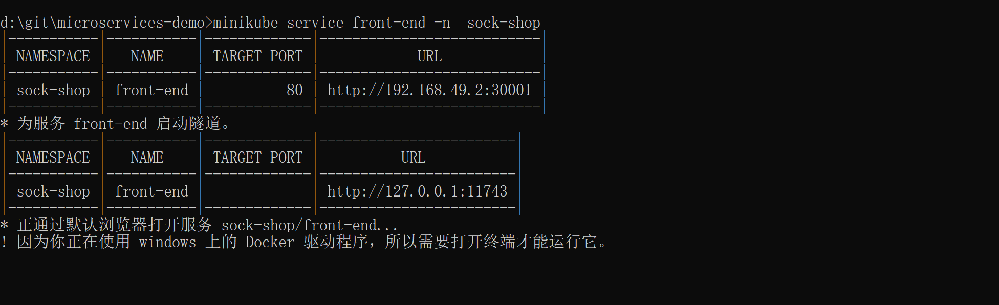 d:\git\microservices-demo>minikube service front-end -n  sock-shop
|-----------|-----------|-------------|---------------------------|
| NAMESPACE |   NAME    | TARGET PORT |            URL            |
|-----------|-----------|-------------|---------------------------|
| sock-shop | front-end |          80 | http://192.168.49.2:30001 |
|-----------|-----------|-------------|---------------------------|
* 为服务 front-end 启动隧道。
|-----------|-----------|-------------|------------------------|
| NAMESPACE |   NAME    | TARGET PORT |          URL           |
|-----------|-----------|-------------|------------------------|
| sock-shop | front-end |             | http://127.0.0.1:11743 |
|-----------|-----------|-------------|------------------------|
* 正通过默认浏览器打开服务 sock-shop/front-end...
! 因为你正在使用 windows 上的 Docker 驱动程序，所以需要打开终端才能运行它。